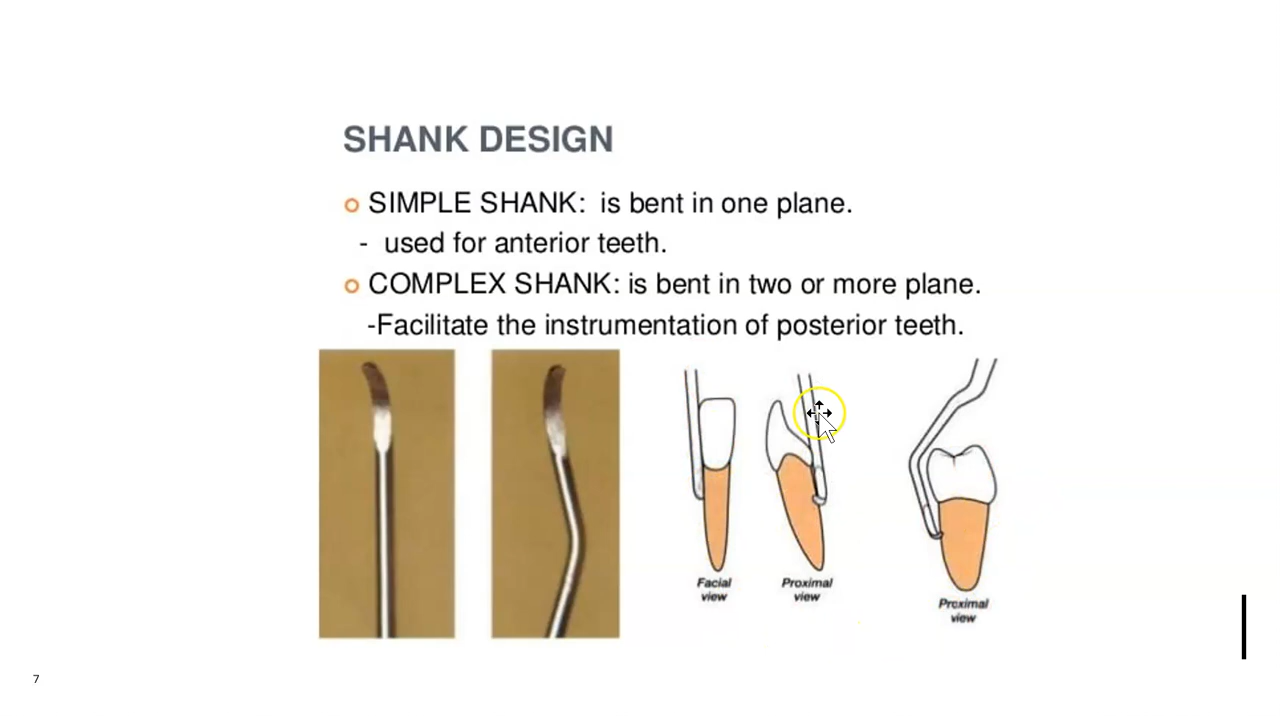 SHANK DESIGN
SIMPLE SHANK: is bent in one plane.
- used for anterior teeth.
COMPLEX SHANK: is bent in two or more plane.
-Facilitate the instrumentation of posterior teeth.
Facial
view
Proximal
view
Proximal
view
7